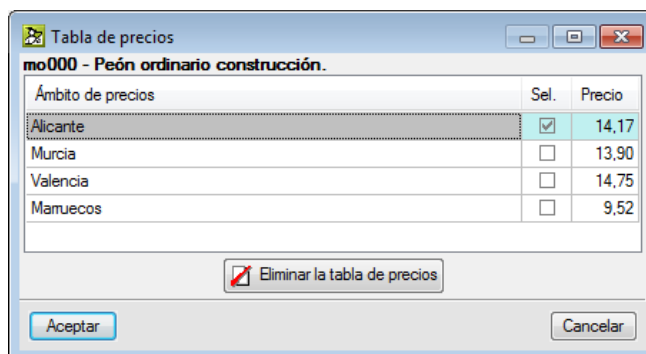 Tabla de precios
mo000 - Peón ordinario construcción.
Ámbito de precios Sel. Precio
Alicante 14,17
Murcia 13,90
Valencia 14,75
Marruecos 9,52
Eliminar la tabla de precios
Aceptar Cancelar